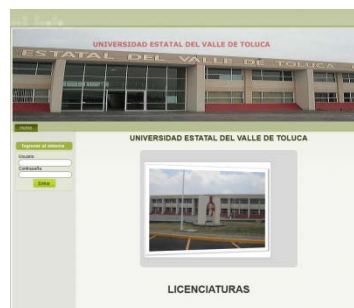 UNIVERSIDAD ESTATAL DEL VALLE DE TOLUCA
ESTATAL DEL VALLE DE TOLUCA
UNIVERSIDAD ESTATAL DEL VALLE DE TOLUCA
Ingresar al sistema
Usuario
Contraseña
Entrar
LICENCIATURAS